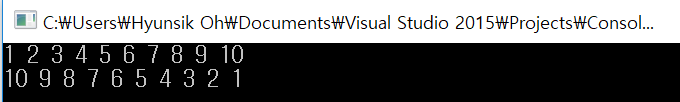 C:₩Users₩Hyunsik Oh₩Documents₩Visual Studio 2015₩Projects₩Consol...
1 2 3 4 5 6 7 8 9 10
10 9 8 7 6 5 4 3 2 1